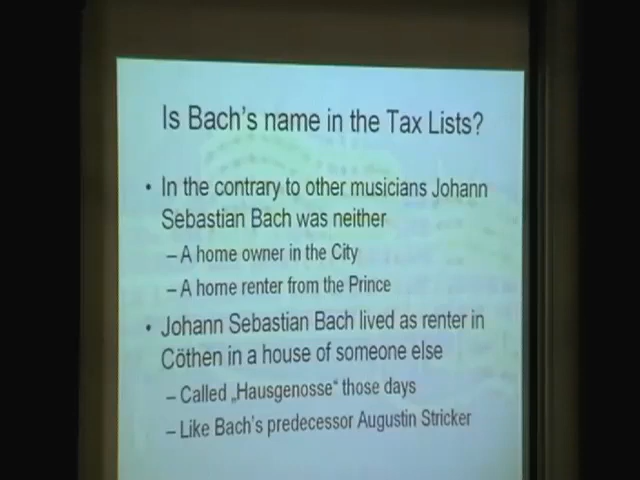 Is Bach's name in the Tax Lists?
• In the contrary to other musicians Johann
Sebastian Bach was neither
– A home owner in the City
– A home renter from the Prince
• Johann Sebastian Bach lived as renter in
Cöthen in a house of someone else
– Called „Hausgenosse“ those days
– Like Bach's predecessor Augustin Stricker